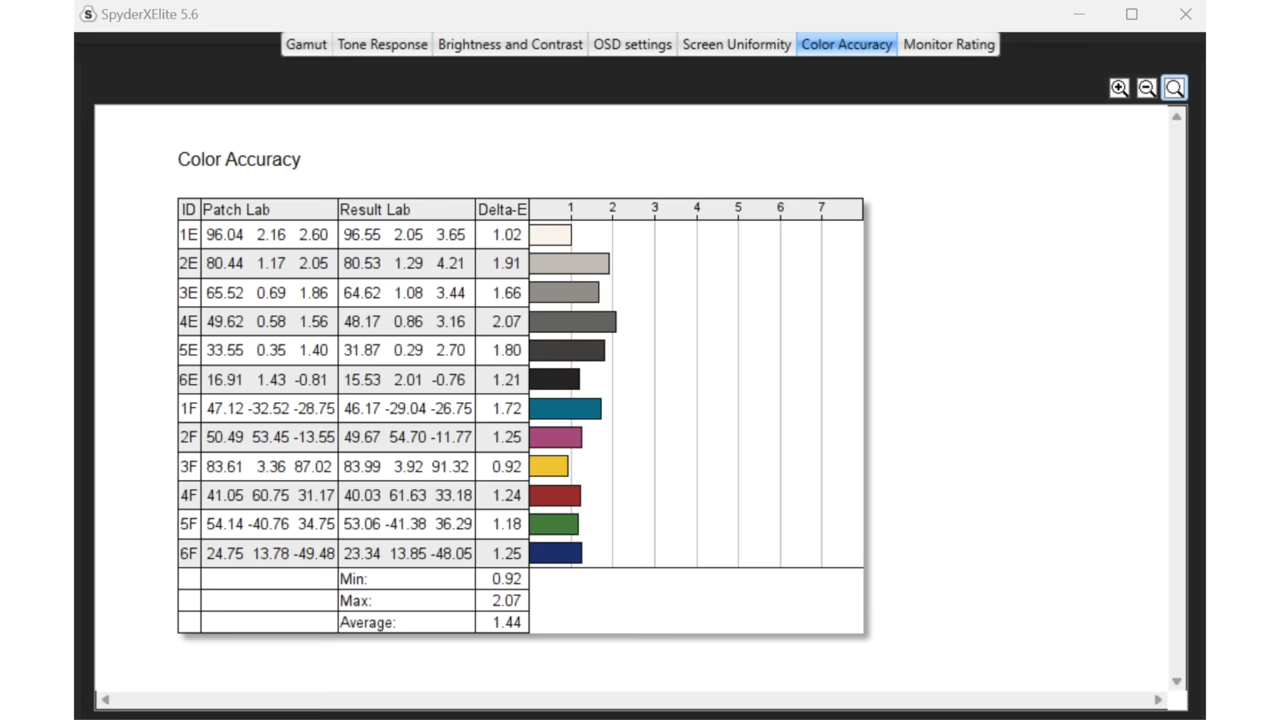 SpyderXElite 5.6
Gamut Tone Response Brightness and Contrast OSD settings Screen Uniformity Color Accuracy Monitor Rating
Color Accuracy
ID Patch Lab Result Lab Delta-E 1 2 3 4 5 6 7
1E 96.04 2.16 2.60 96.55 2.05 3.65 1.02
2E 80.44 1.17 2.05 80.53 1.29 4.21 1.91
3E 65.52 0.69 1.86 64.62 1.08 3.44 1.66
4E 49.62 0.58 1.56 48.17 0.86 3.16 2.07
5E 33.55 0.35 1.40 31.87 0.29 2.70 1.80
6E 16.91 1.43 -0.81 15.53 2.01 -0.76 1.21
1F 47.12 -32.52 -28.75 46.17 -29.04 -26.75 1.72
2F 50.49 53.45 -13.55 49.67 54.70 -11.77 1.25
3F 83.61 3.36 87.02 83.99 3.92 91.32 0.92
4F 41.05 60.75 31.17 40.03 61.63 33.18 1.24
5F 54.14 -40.76 34.75 53.06 -41.38 36.29 1.18
6F 24.75 13.78 -49.48 23.34 13.85 -48.05 1.25
Min: 0.92
Max: 2.07
Average: 1.44